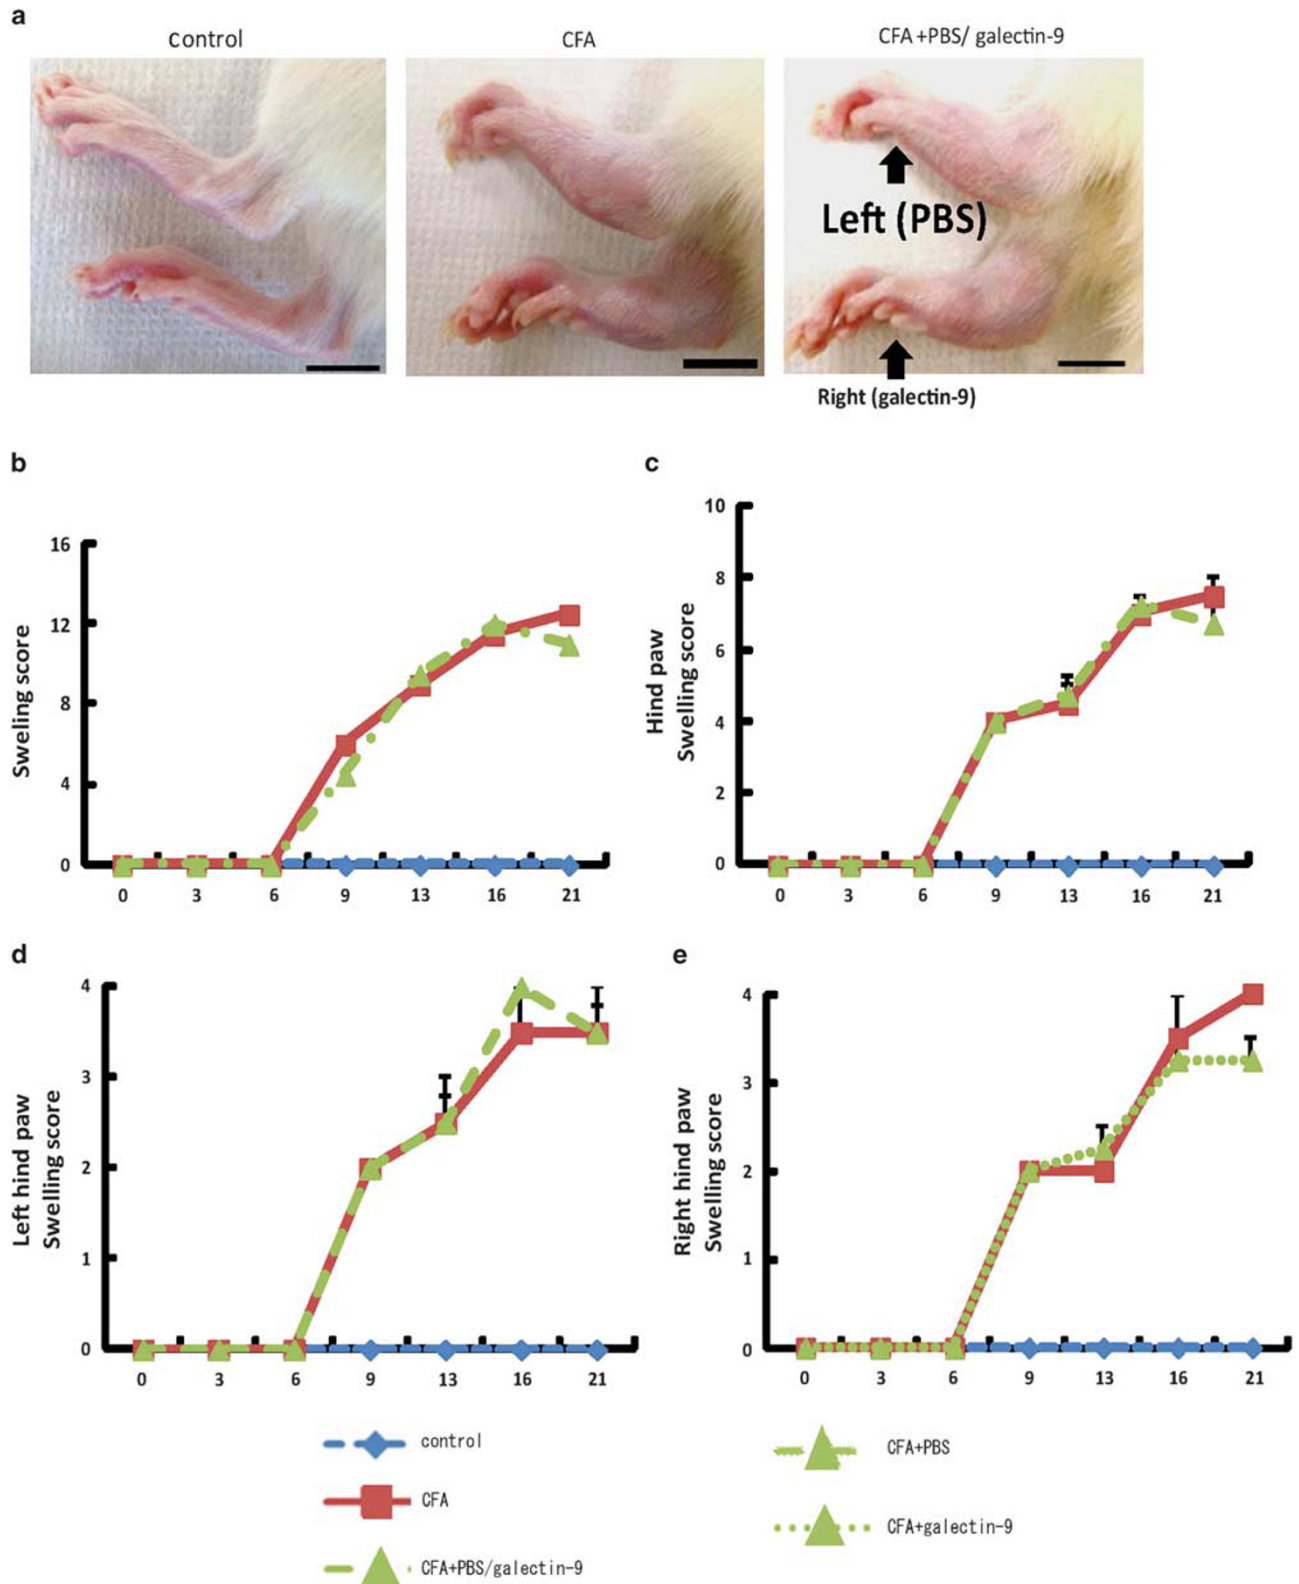 a
control
CFA
CFA+PBS/ galectin-9
Left (PBS)
Right (galectin-9)
b
Sweling score
16
12
8
4
0
0 3 6 9 13 16 21
c
Hind paw
Swelling score
10
8
6
4
2
0
0 3 6 9 13 16 21
d
Left hind paw
Swelling score
4
3
2
1
0
0 3 6 9 13 16 21
e
Right hind paw
Swelling score
4
3
2
1
0
0 3 6 9 13 16 21
control
CFA
CFA+PBS/galectin-9
CFA+PBS
CFA+galectin-9